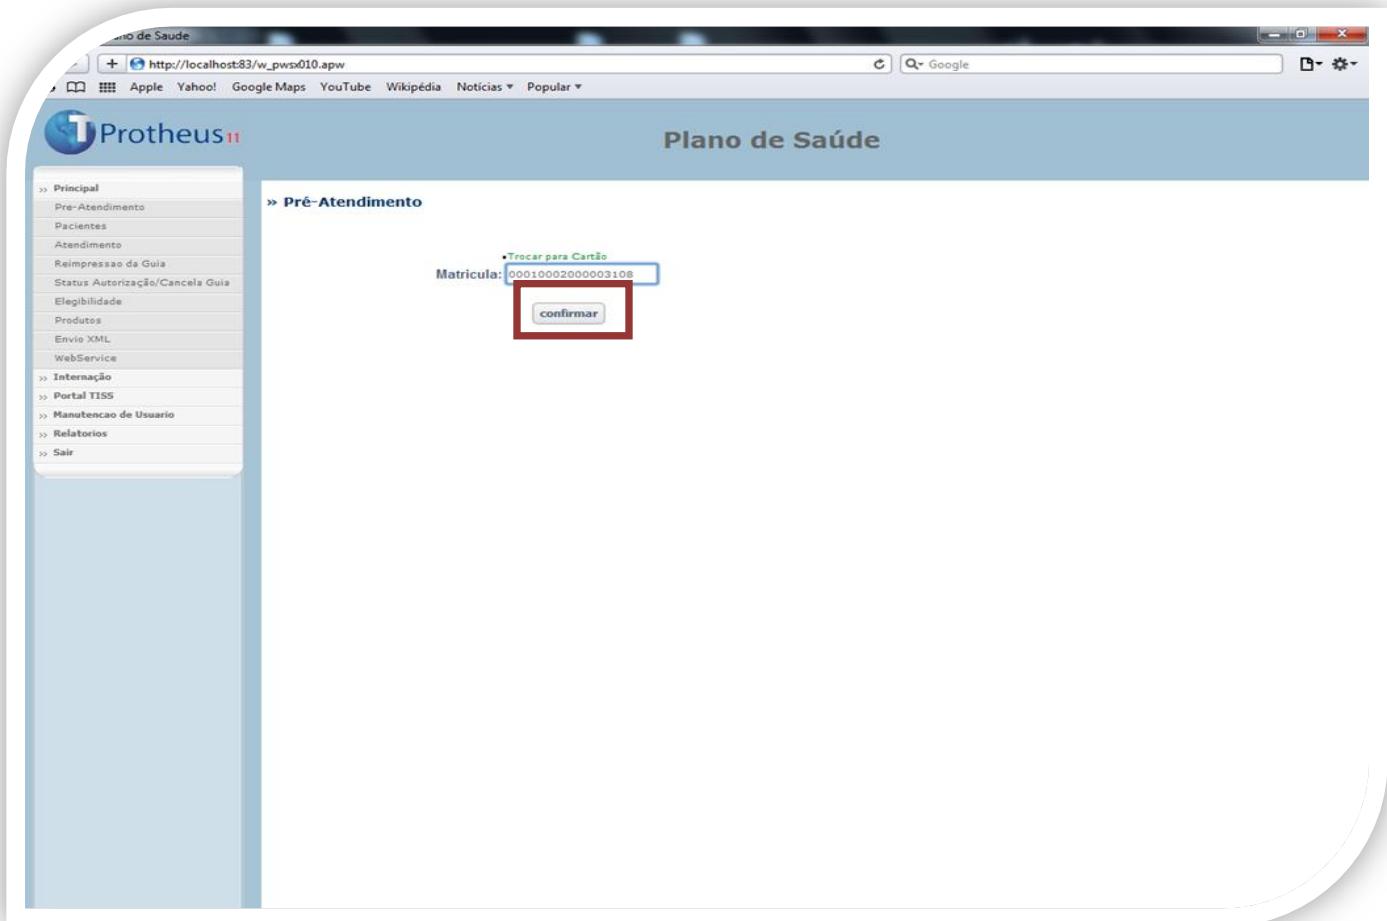 Plano de Saude
http://localhost:83/w_pwsx010.apw
Google
Apple Yahoo! Google Maps YouTube Wikipédia Notícias Popular
Protheus 11
Plano de Saúde
Principal
Pre-Atendimento
Pacientes
Atendimento
Reimpressao da Guia
Status Autorização/Cancela Guia
Elegibilidade
Produtos
Envio XML
WebService
Internação
Portal TISS
Manutencao de Usuario
Relatorios
Sair
» Pré-Atendimento
Trocar para Cartão
Matricula: 00010002000003108
confirmar